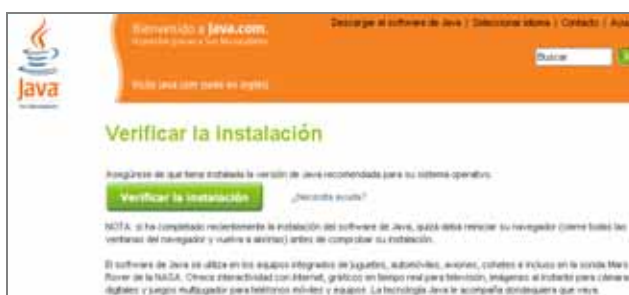 Bienvenido a Java.com.
Descargar el software de Java | Seleccionar idioma | Contacto |
Buscar
Visite java.com (sede en inglés)
Java
Verificar la instalación
Asegúrese de que tiene instalada la versión de Java recomendada para su sistema operativo.
Verificar la instalación
¿Necesita ayuda?
NOTA: si ha completado recientemente la instalación del software de Java, quizá deba reiniciar su navegador (cierre todas las
ventanas del navegador y vuelva a abrirlas) antes de comprobar su instalación.
El software de Java se utiliza en los equipos integrados de juguetes, automóviles, aviones, cohetes e incluso en la sonda Mars
Rover de la NASA. Ofrece interactividad con Internet, gráficos en tiempo real para televisión, imágenes al instante para cámaras
digitales y juegos multijugador para teléfonos móviles y equipos. La tecnología Java le acompaña dondequiera que vaya.